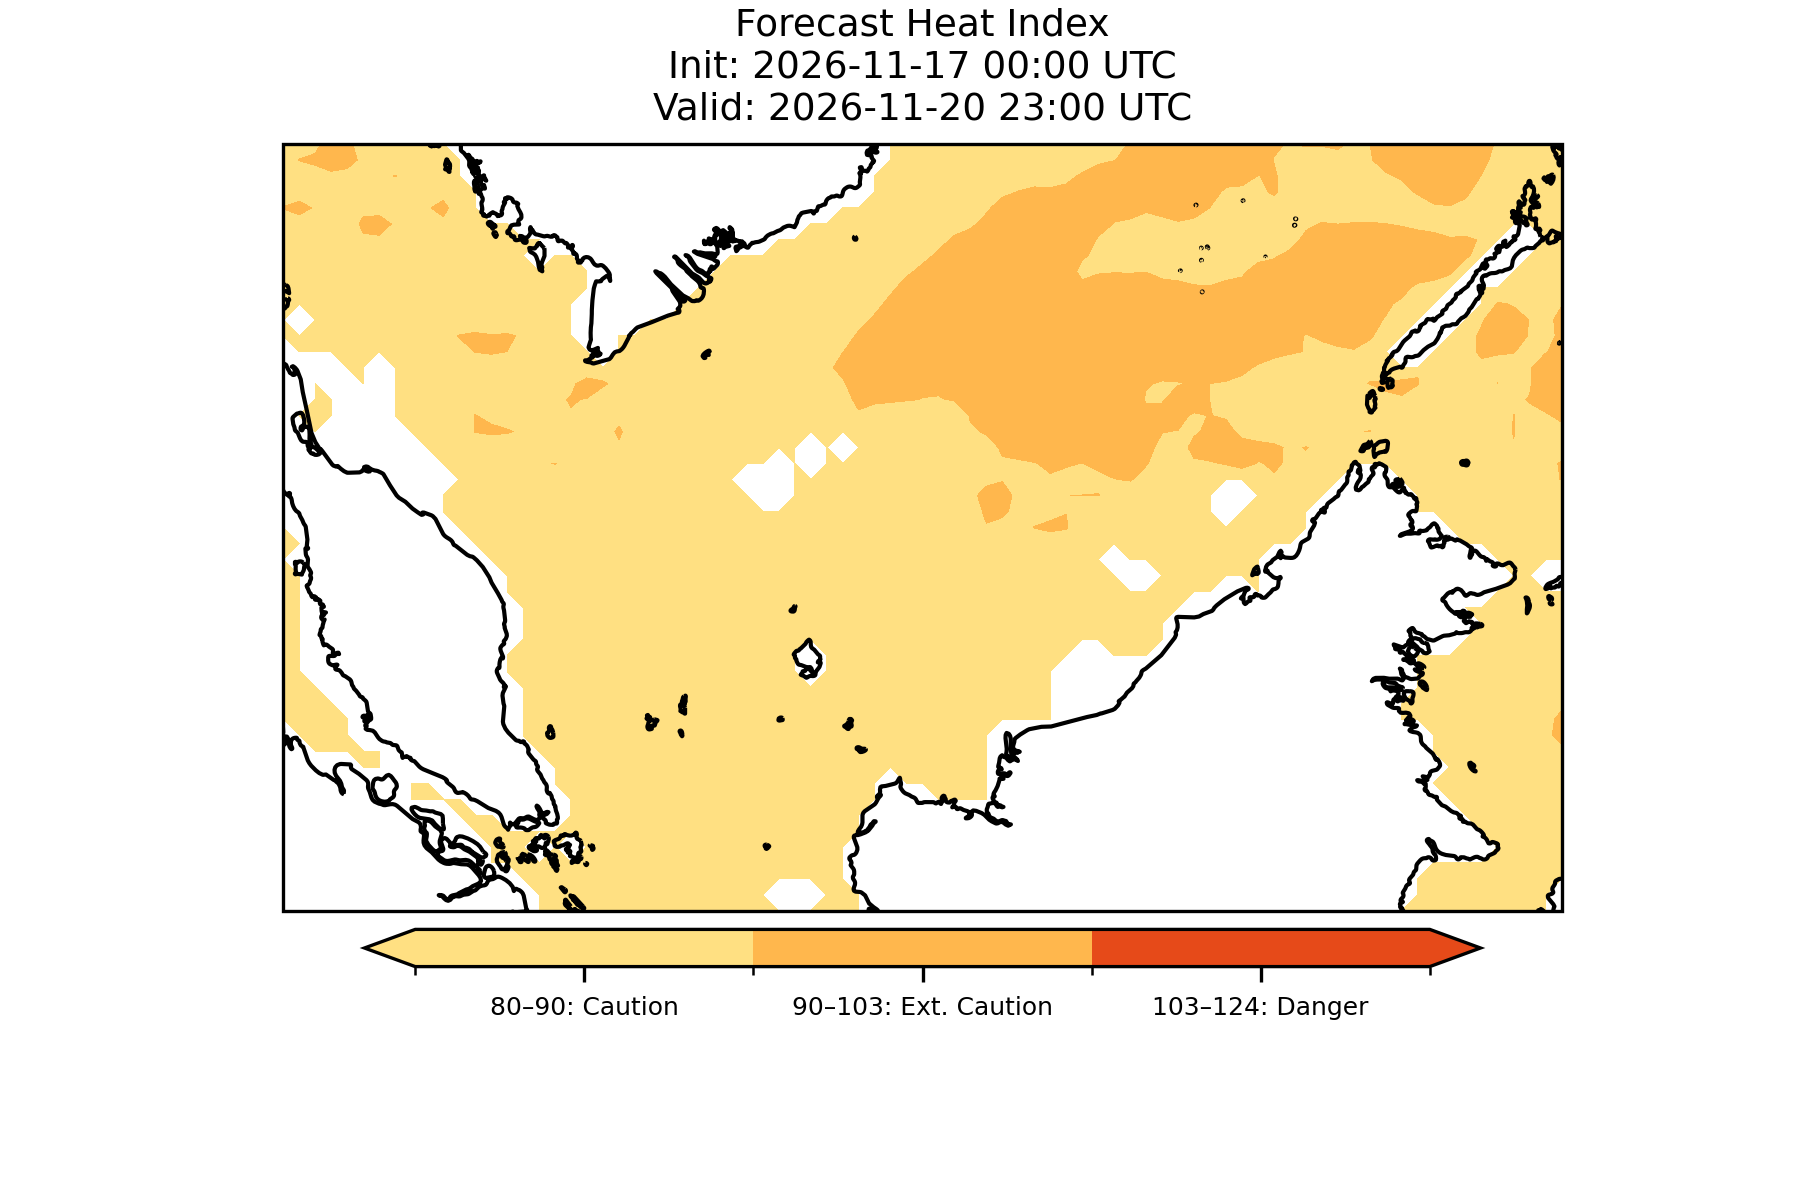 Forecast Heat Index
Init: 2026-11-17 00:00 UTC
Valid: 2026-11-20 23:00 UTC
80–90: Caution
90–103: Ext. Caution
103–124: Danger